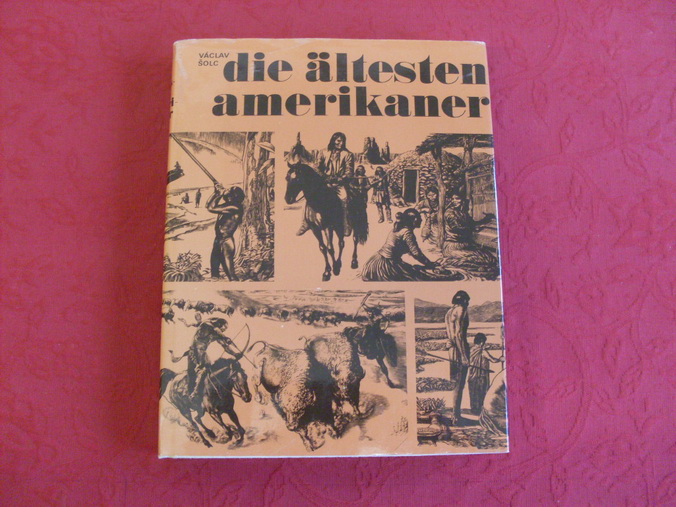 VÁCLAV
ŠOLC
die ältesten
amerikaner